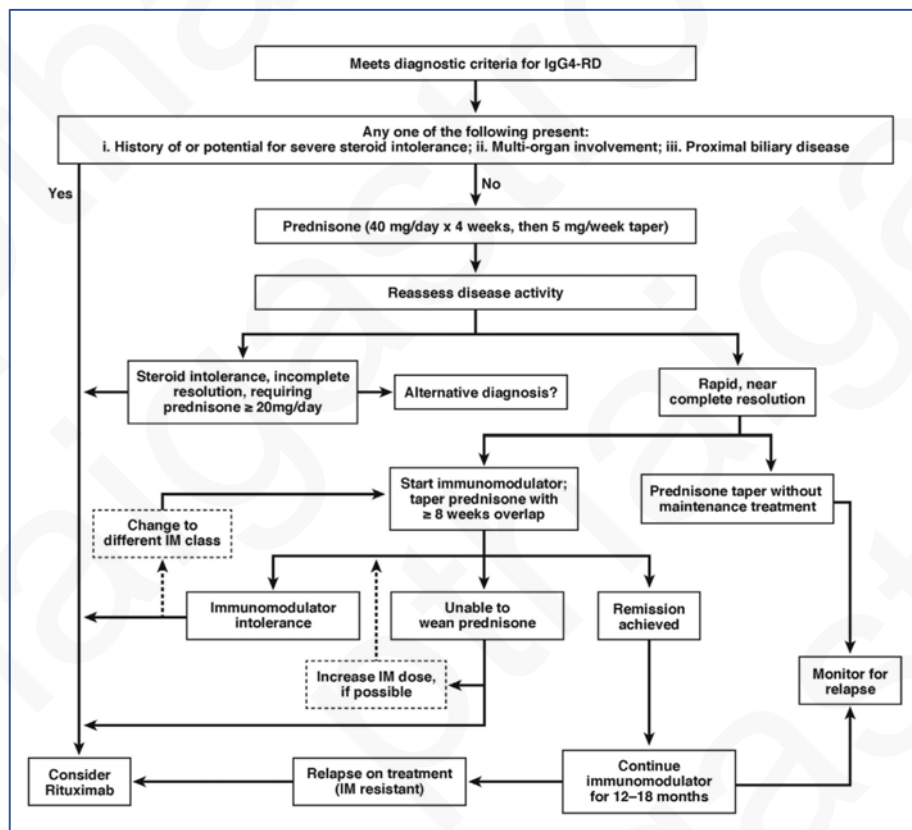 Meets diagnostic criteria for IgG4-RD
Any one of the following present:
i. History of or potential for severe steroid intolerance; ii. Multi-organ involvement; iii. Proximal biliary disease
Yes
No
Prednisone (40 mg/day x 4 weeks, then 5 mg/week taper)
Reassess disease activity
Steroid intolerance, incomplete
resolution, requiring
prednisone ≥ 20mg/day
Alternative diagnosis?
Rapid, near
complete resolution
Start immunomodulator;
taper prednisone with
≥ 8 weeks overlap
Prednisone taper without
maintenance treatment
Change to
different IM class
Immunomodulator
intolerance
Unable to
wean prednisone
Remission
achieved
Increase IM dose,
if possible
Monitor for
relapse
Consider
Rituximab
Relapse on treatment
(IM resistant)
Continue
immunomodulator
for 12–18 months